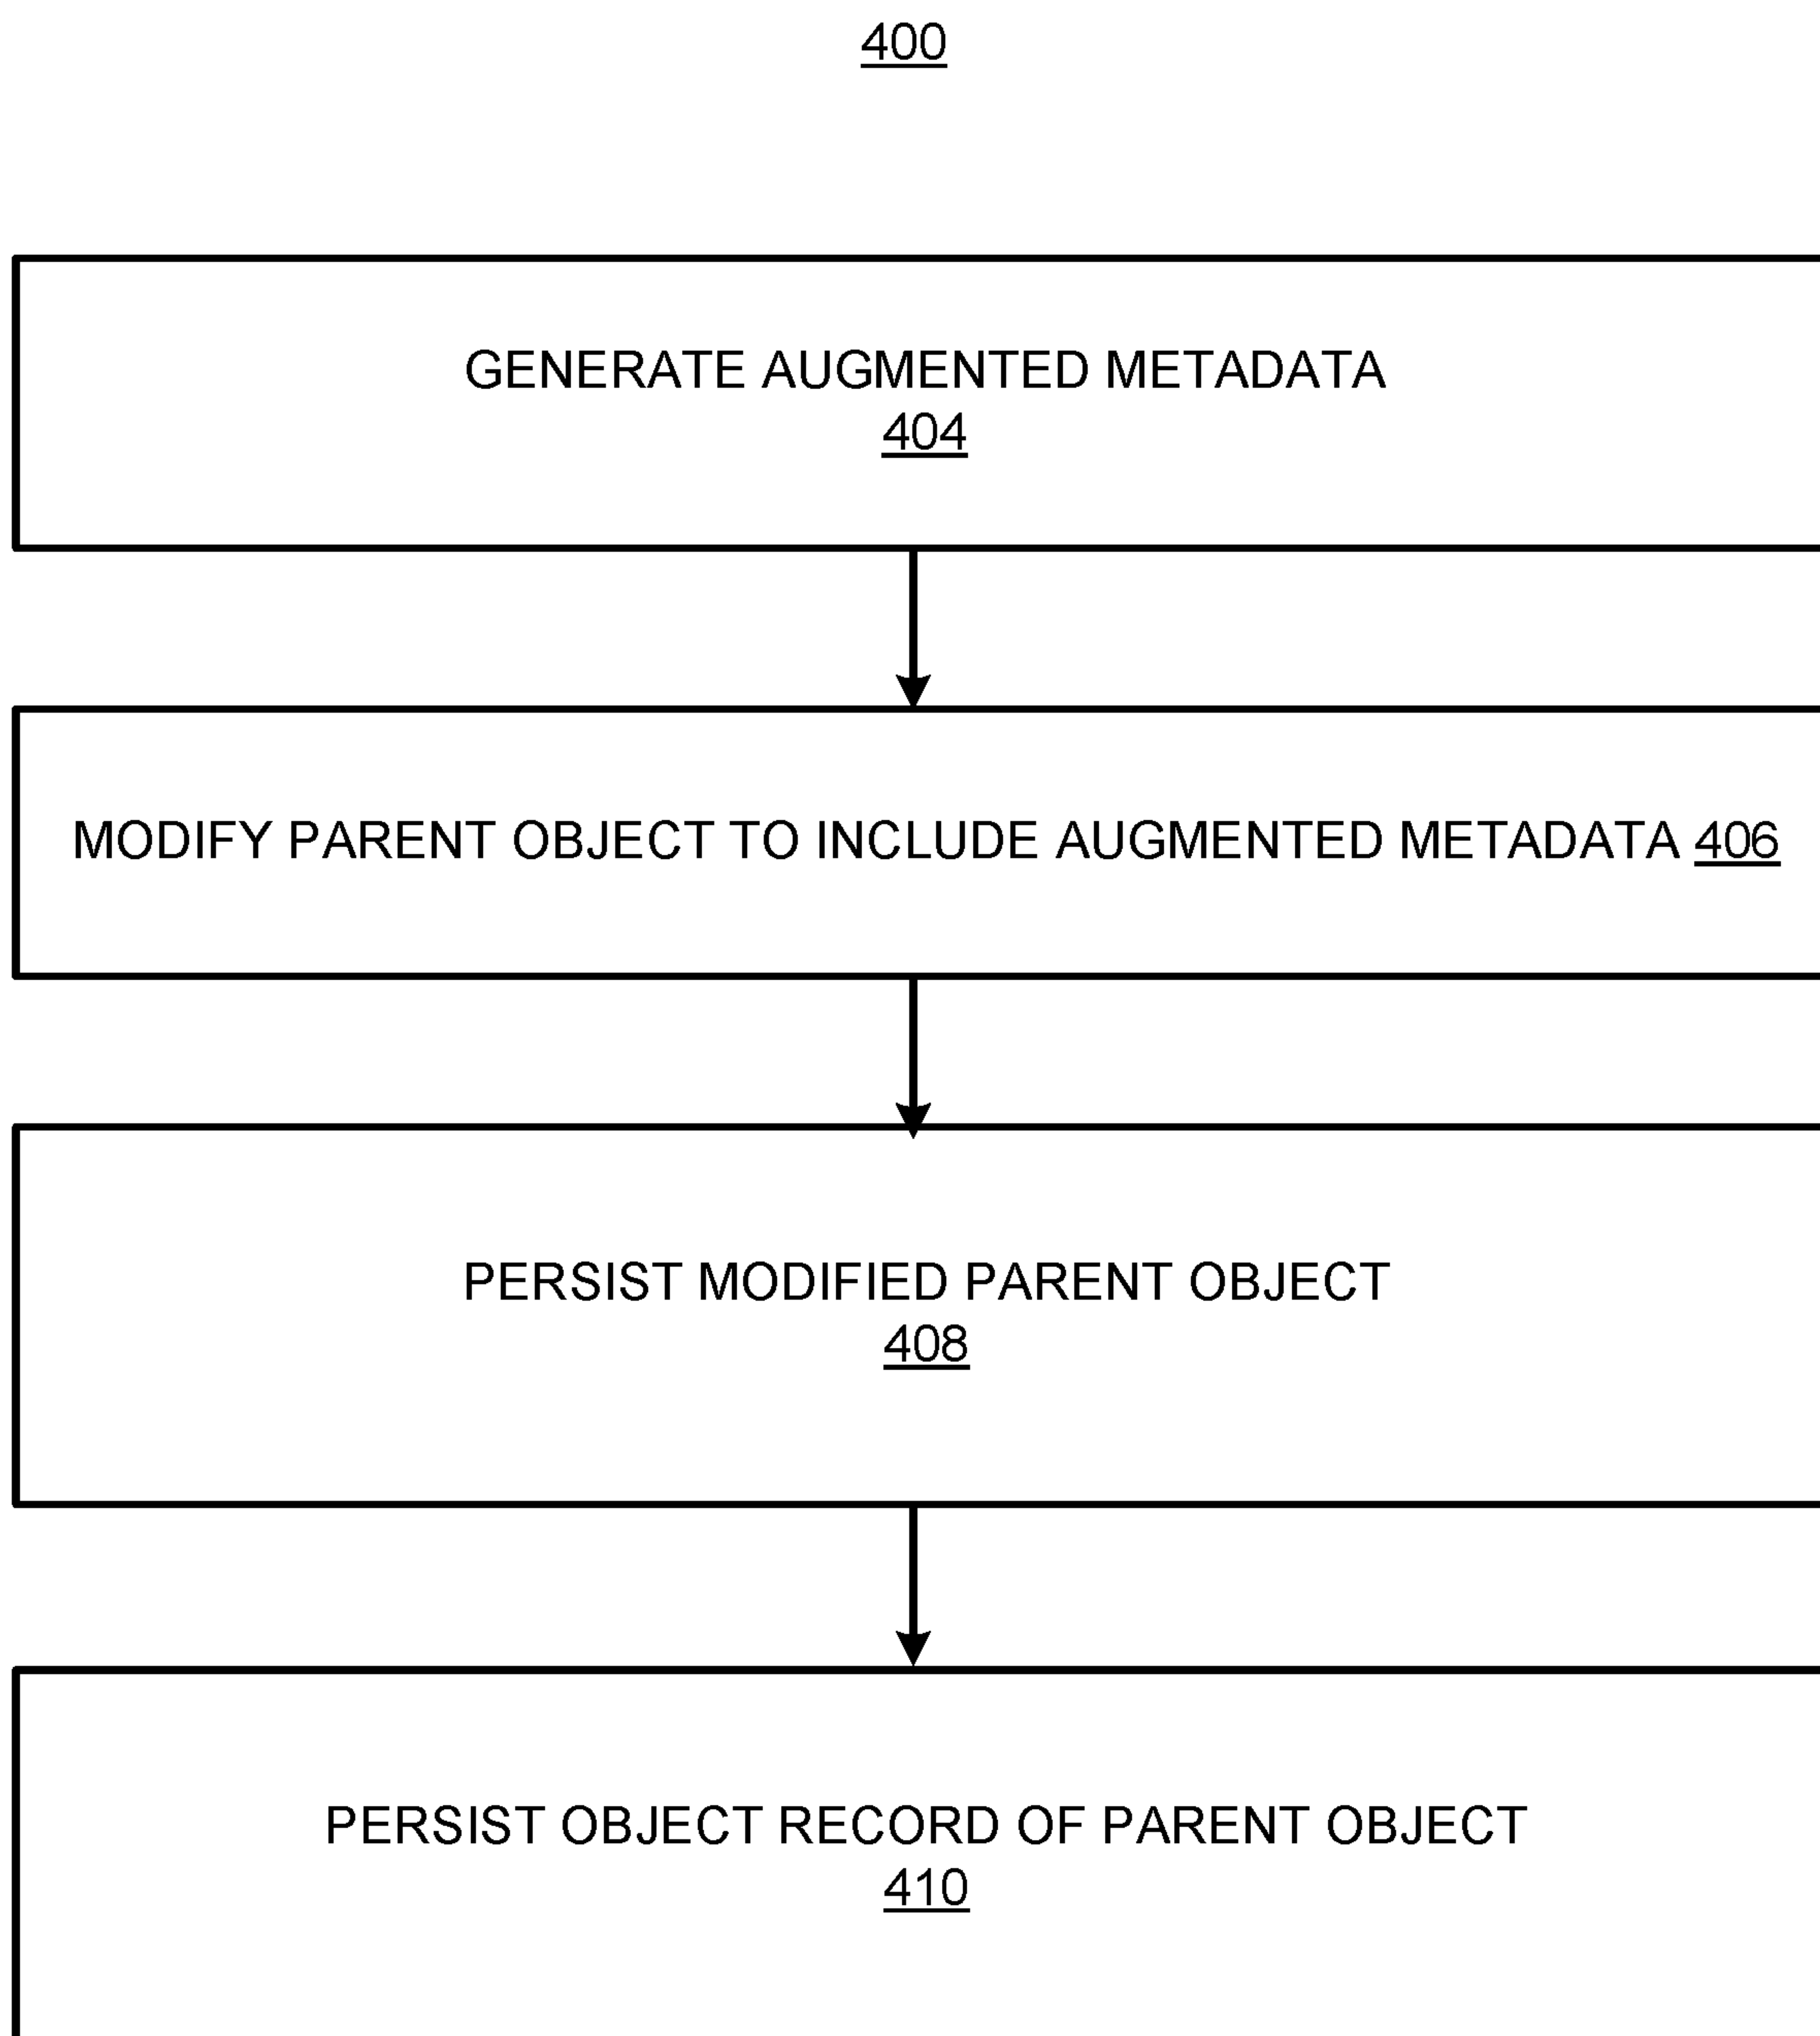 400
GENERATE AUGMENTED METADATA
404
MODIFY PARENT OBJECT TO INCLUDE AUGMENTED METADATA 406
PERSIST MODIFIED PARENT OBJECT
408
PERSIST OBJECT RECORD OF PARENT OBJECT
410